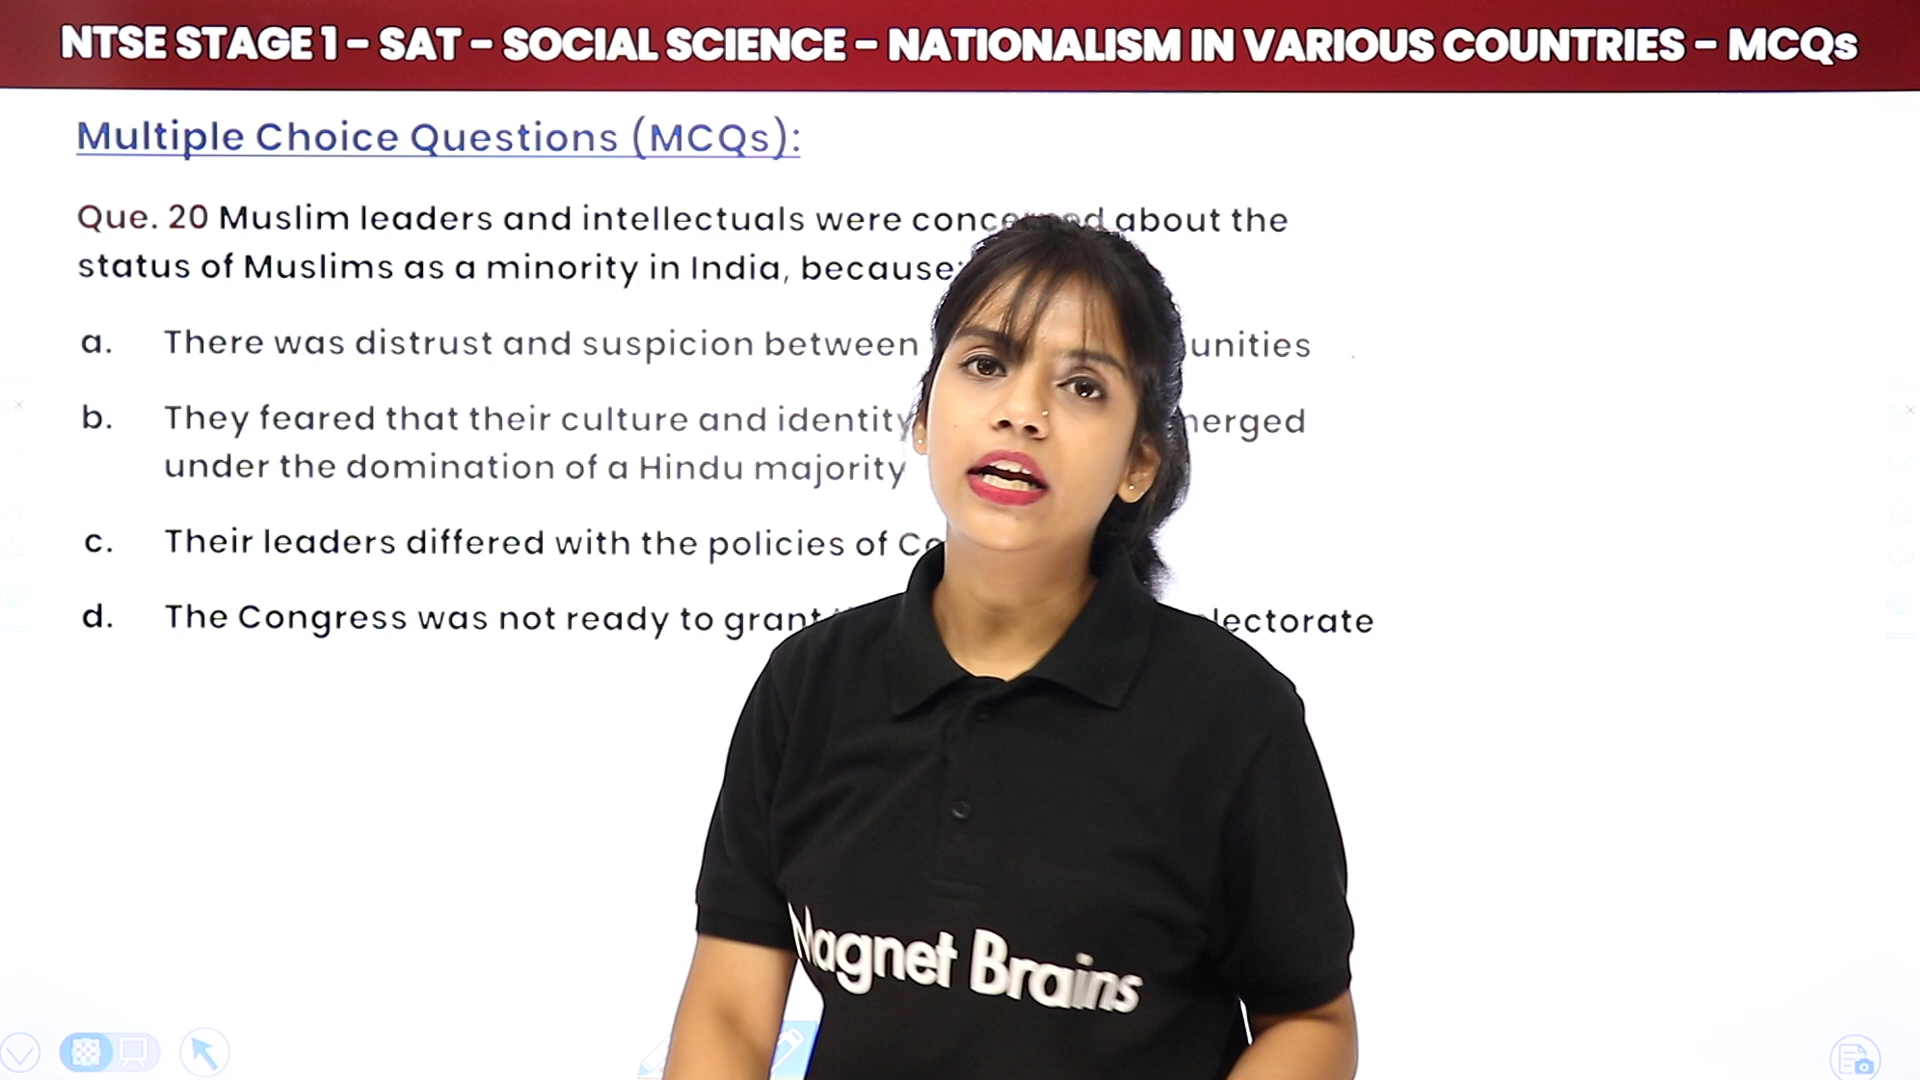 NTSE STAGE 1 - SAT - SOCIAL SCIENCE - NATIONALISM IN VARIOUS COUNTRIES - MCQs
Multiple Choice Questions (MCQs):
Que. 20 Muslim leaders and intellectuals were concerned about the
status of Muslims as a minority in India, because:
a. There was distrust and suspicion between unities
b. They feared that their culture and identity merged
under the domination of a Hindu majority
c. Their leaders differed with the policies of
d. The Congress was not ready to grant lectorate
Magnet Brains